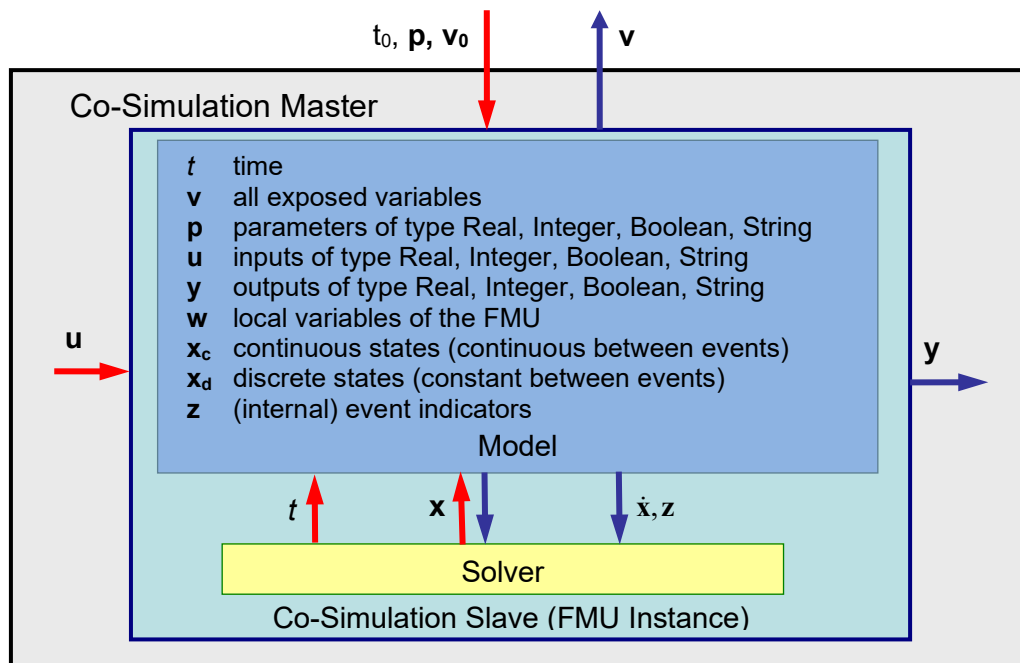 t₀, p, v₀
v
Co-Simulation Master
t time
v all exposed variables
p parameters of type Real, Integer, Boolean, String
u inputs of type Real, Integer, Boolean, String
y outputs of type Real, Integer, Boolean, String
w local variables of the FMU
x_c continuous states (continuous between events)
x_d discrete states (constant between events)
z (internal) event indicators
Model
u
y
t
x
ẋ, z
Solver
Co-Simulation Slave (FMU Instance)